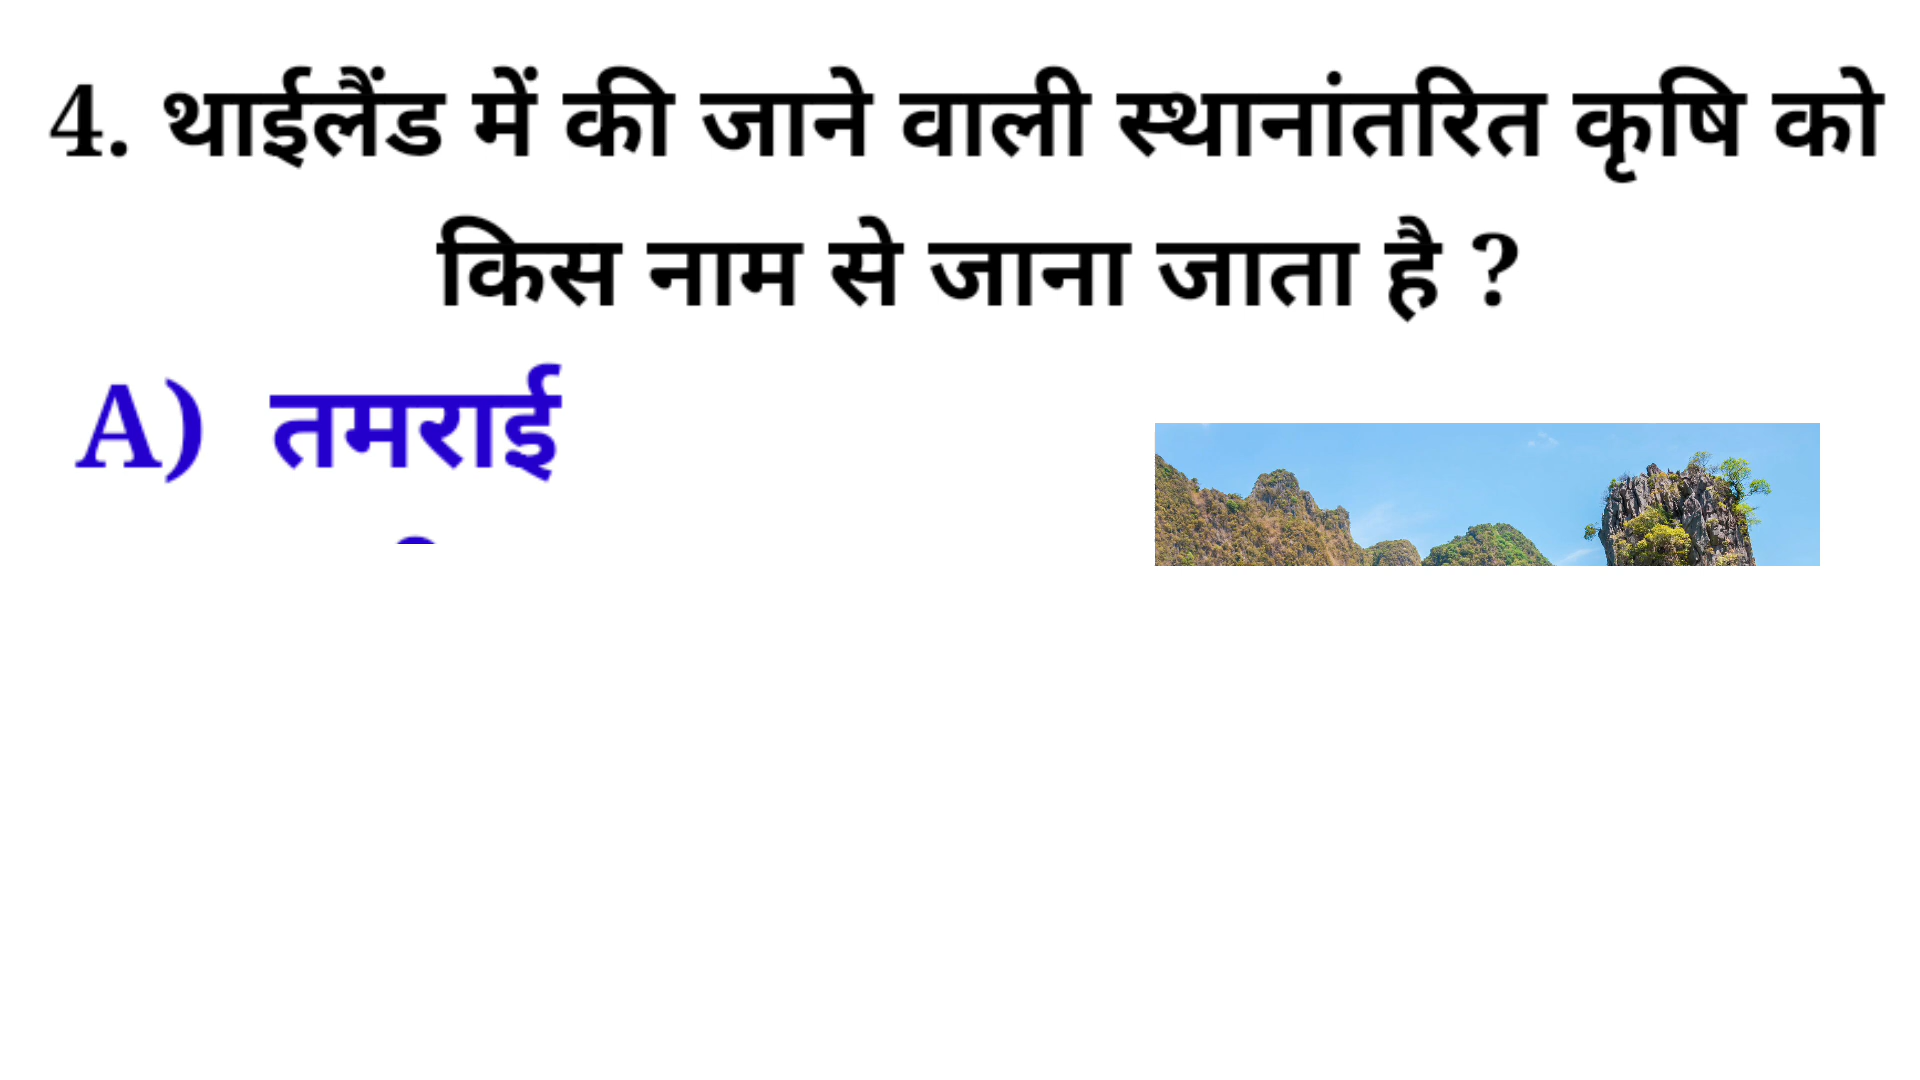 4. थाईलैंड में की जाने वाली स्थानांतरित कृषि को
किस नाम से जाना जाता है ?
A) तमराई